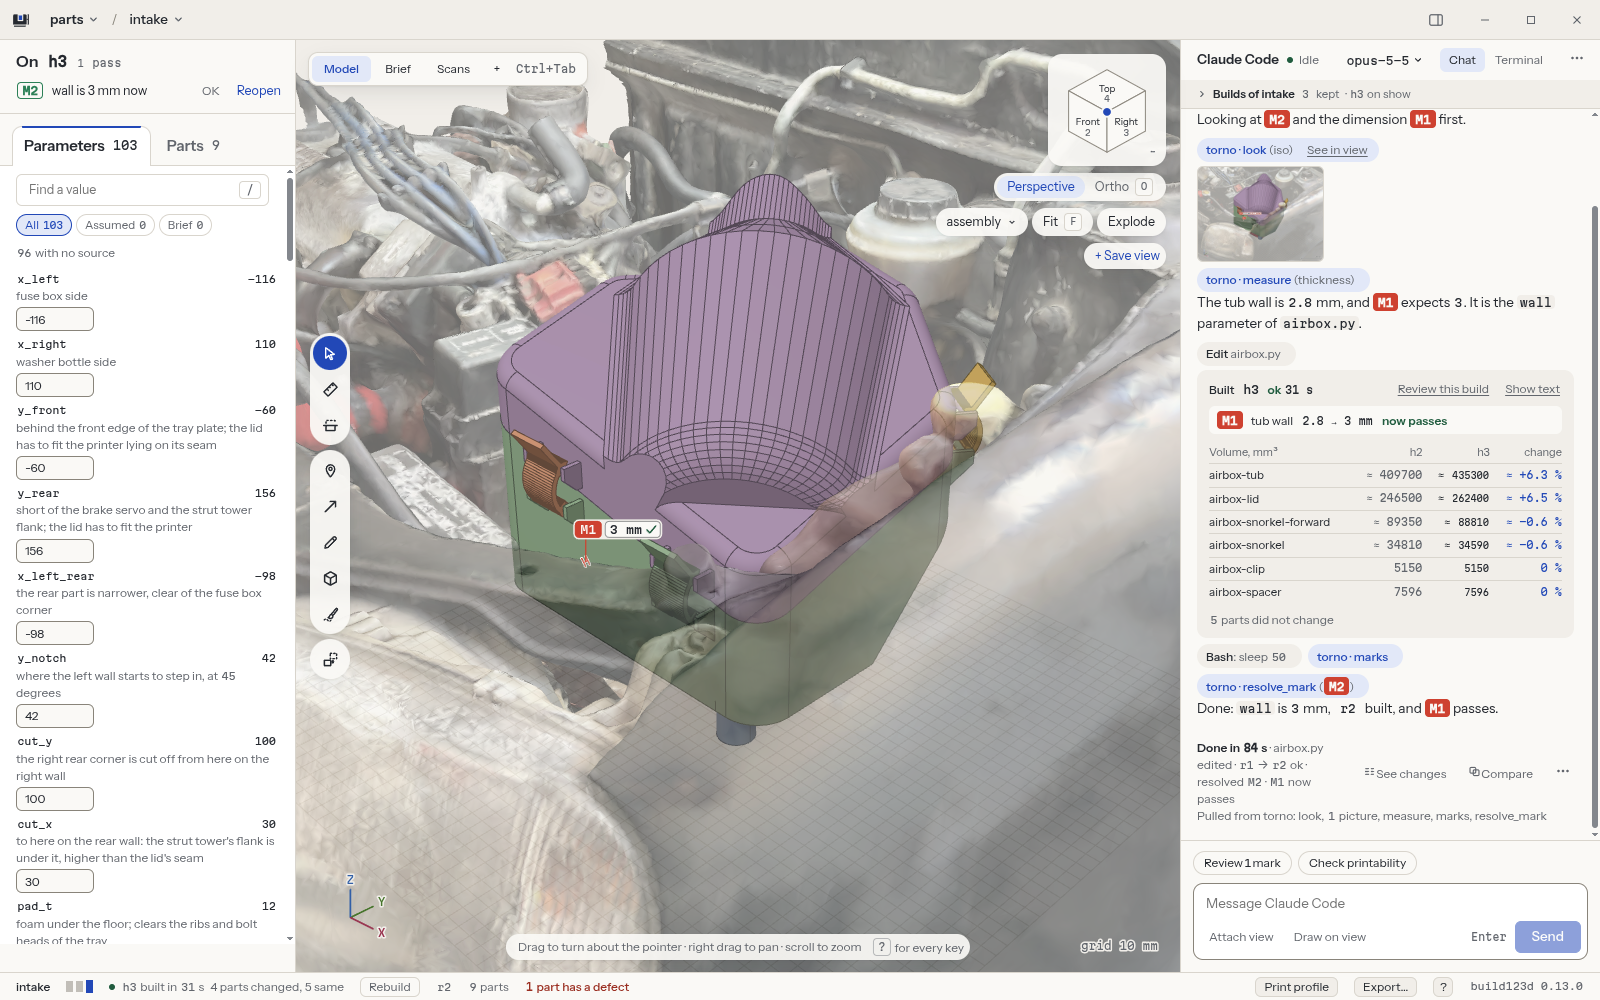 parts / intake
On h3 1 pass
M2 wall is 3 mm now OK Reopen
Parameters 103 Parts 9
Find a value /
All 103 Assumed 0 Brief 0
96 with no source
x_left −116
fuse box side
-116
x_right 110
washer bottle side
110
y_front −60
behind the front edge of the tray plate; the lid
has to fit the printer lying on its seam
-60
y_rear 156
short of the brake servo and the strut tower
flank; the lid has to fit the printer
156
x_left_rear −98
the rear part is narrower, clear of the fuse box
corner
-98
y_notch 42
where the left wall starts to step in, at 45
degrees
42
cut_y 100
the right rear corner is cut off from here on the
right wall
100
cut_x 30
to here on the rear wall: the strut tower's flank is
under it, higher than the lid's seam
30
pad_t 12
foam under the floor; clears the ribs and bolt
heads of the tray
Model Brief Scans + Ctrl+Tab
Top
4
Front
2
Right
3
Perspective Ortho O
assembly Fit F Explode
+ Save view
M1 3 mm ✓
Z
Y
X
Drag to turn about the pointer · right drag to pan · scroll to zoom ? for every key
grid 10 mm
Claude Code Idle opus-5-5 Chat Terminal ···
Builds of intake 3 kept · h3 on show
Looking at M2 and the dimension M1 first.
torno·look (iso) See in view
torno·measure (thickness)
The tub wall is 2.8 mm, and M1 expects 3. It is the wall
parameter of airbox.py.
Edit airbox.py
Built h3 ok 31 s Review this build Show text
M1 tub wall 2.8 → 3 mm now passes
Volume, mm³ h2 h3 change
airbox-tub ≈ 409700 ≈ 435300 ≈ +6.3 %
airbox-lid ≈ 246500 ≈ 262400 ≈ +6.5 %
airbox-snorkel-forward ≈ 89350 ≈ 88810 ≈ −0.6 %
airbox-snorkel ≈ 34810 ≈ 34590 ≈ −0.6 %
airbox-clip 5150 5150 0 %
airbox-spacer 7596 7596 0 %
5 parts did not change
Bash: sleep 50 torno·marks
torno·resolve_mark (M2)
Done: wall is 3 mm, r2 built, and M1 passes.
Done in 84 s · airbox.py
edited · r1 → r2 ok ·
resolved M2 · M1 now
passes
See changes Compare ···
Pulled from torno: look, 1 picture, measure, marks, resolve_mark
Review 1 mark Check printability
Message Claude Code
Attach view Draw on view Enter Send
intake h3 built in 31 s 4 parts changed, 5 same Rebuild r2 9 parts 1 part has a defect Print profile Export... ? build123d 0.13.0